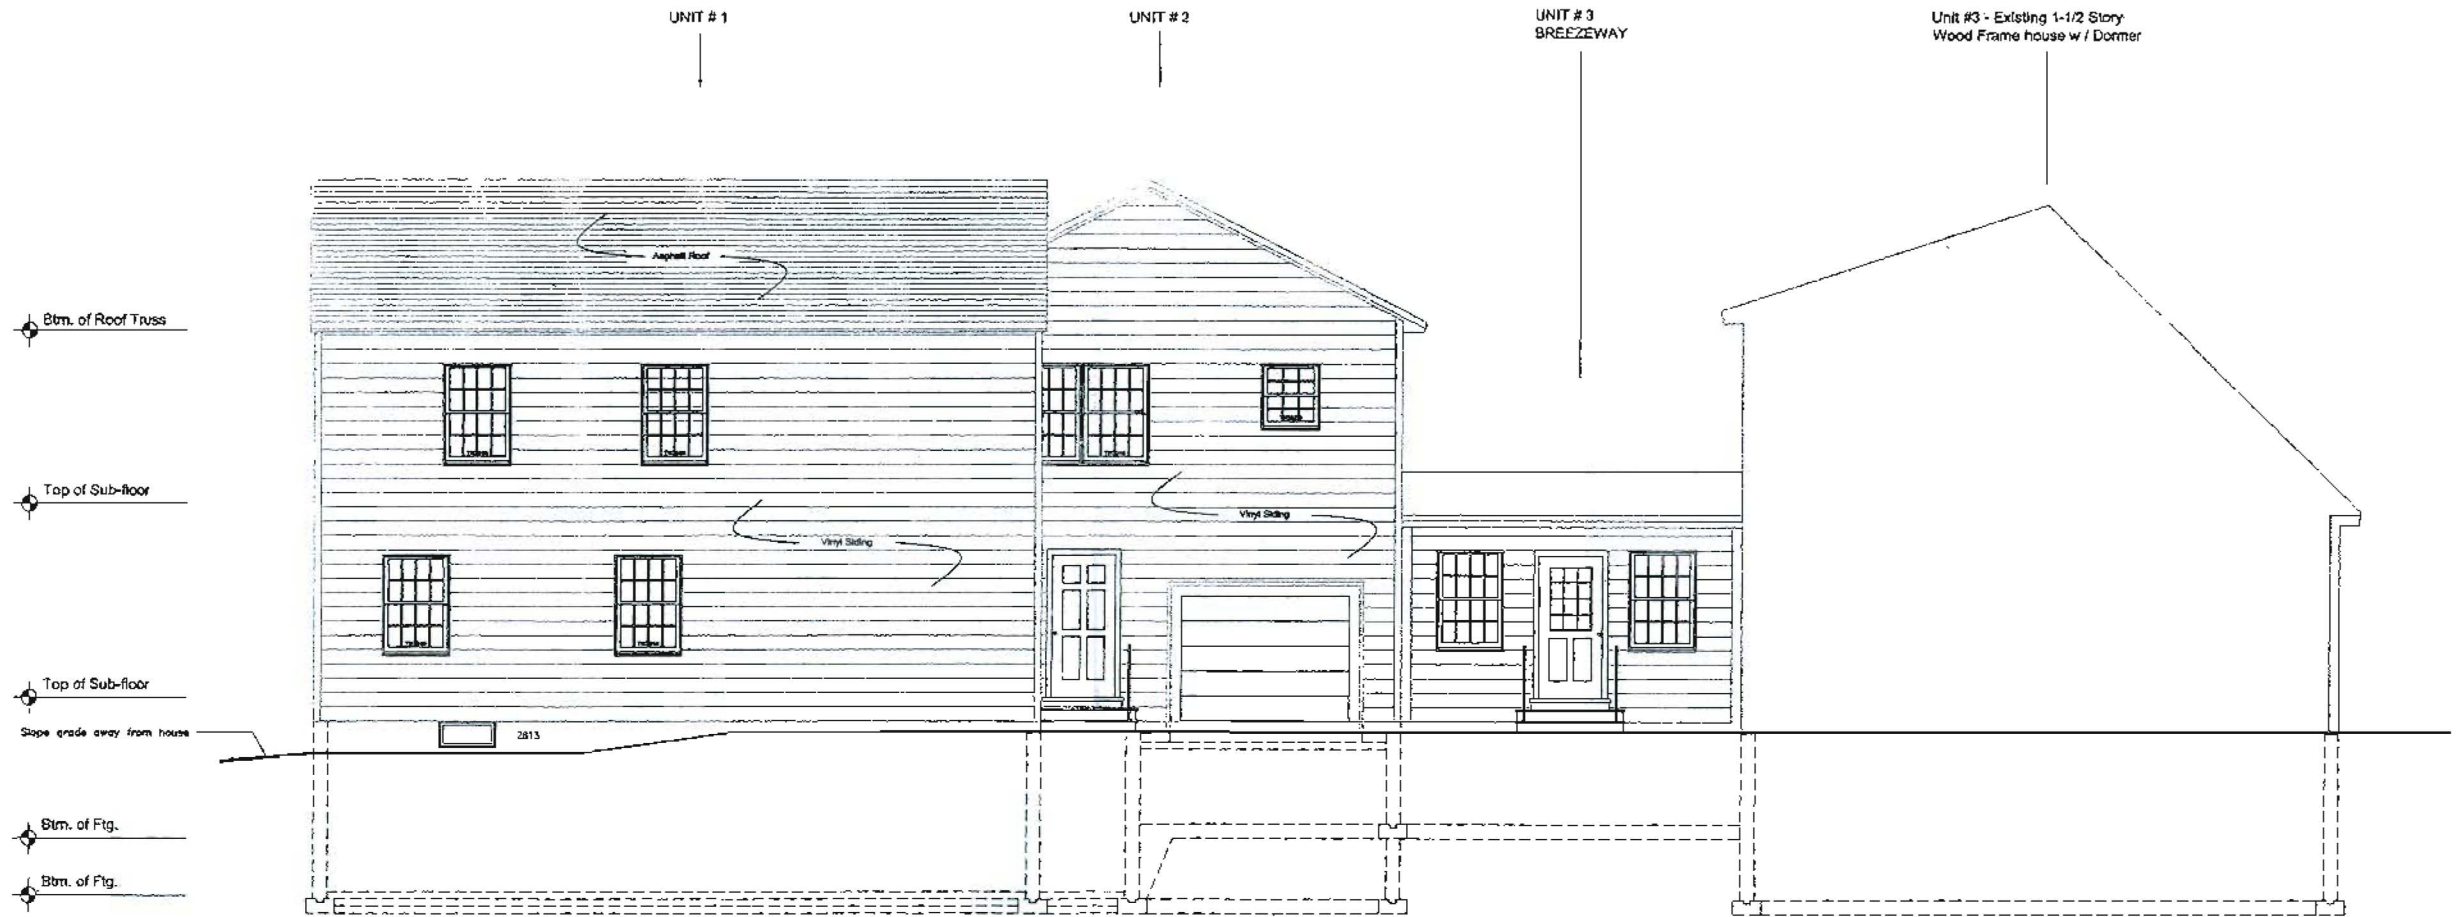 UNIT # 1
UNIT # 2
UNIT # 3
BREEZEWAY
Unit #3 - Existing 1-1/2 Story
Wood Frame house w / Dormer
Asphalt Roof
Btm. of Roof Truss
Top of Sub-floor
Vinyl Siding
Vinyl Siding
Top of Sub-floor
Slope grade away from house
2813
Btm. of Ftg.
Btm. of Ftg.